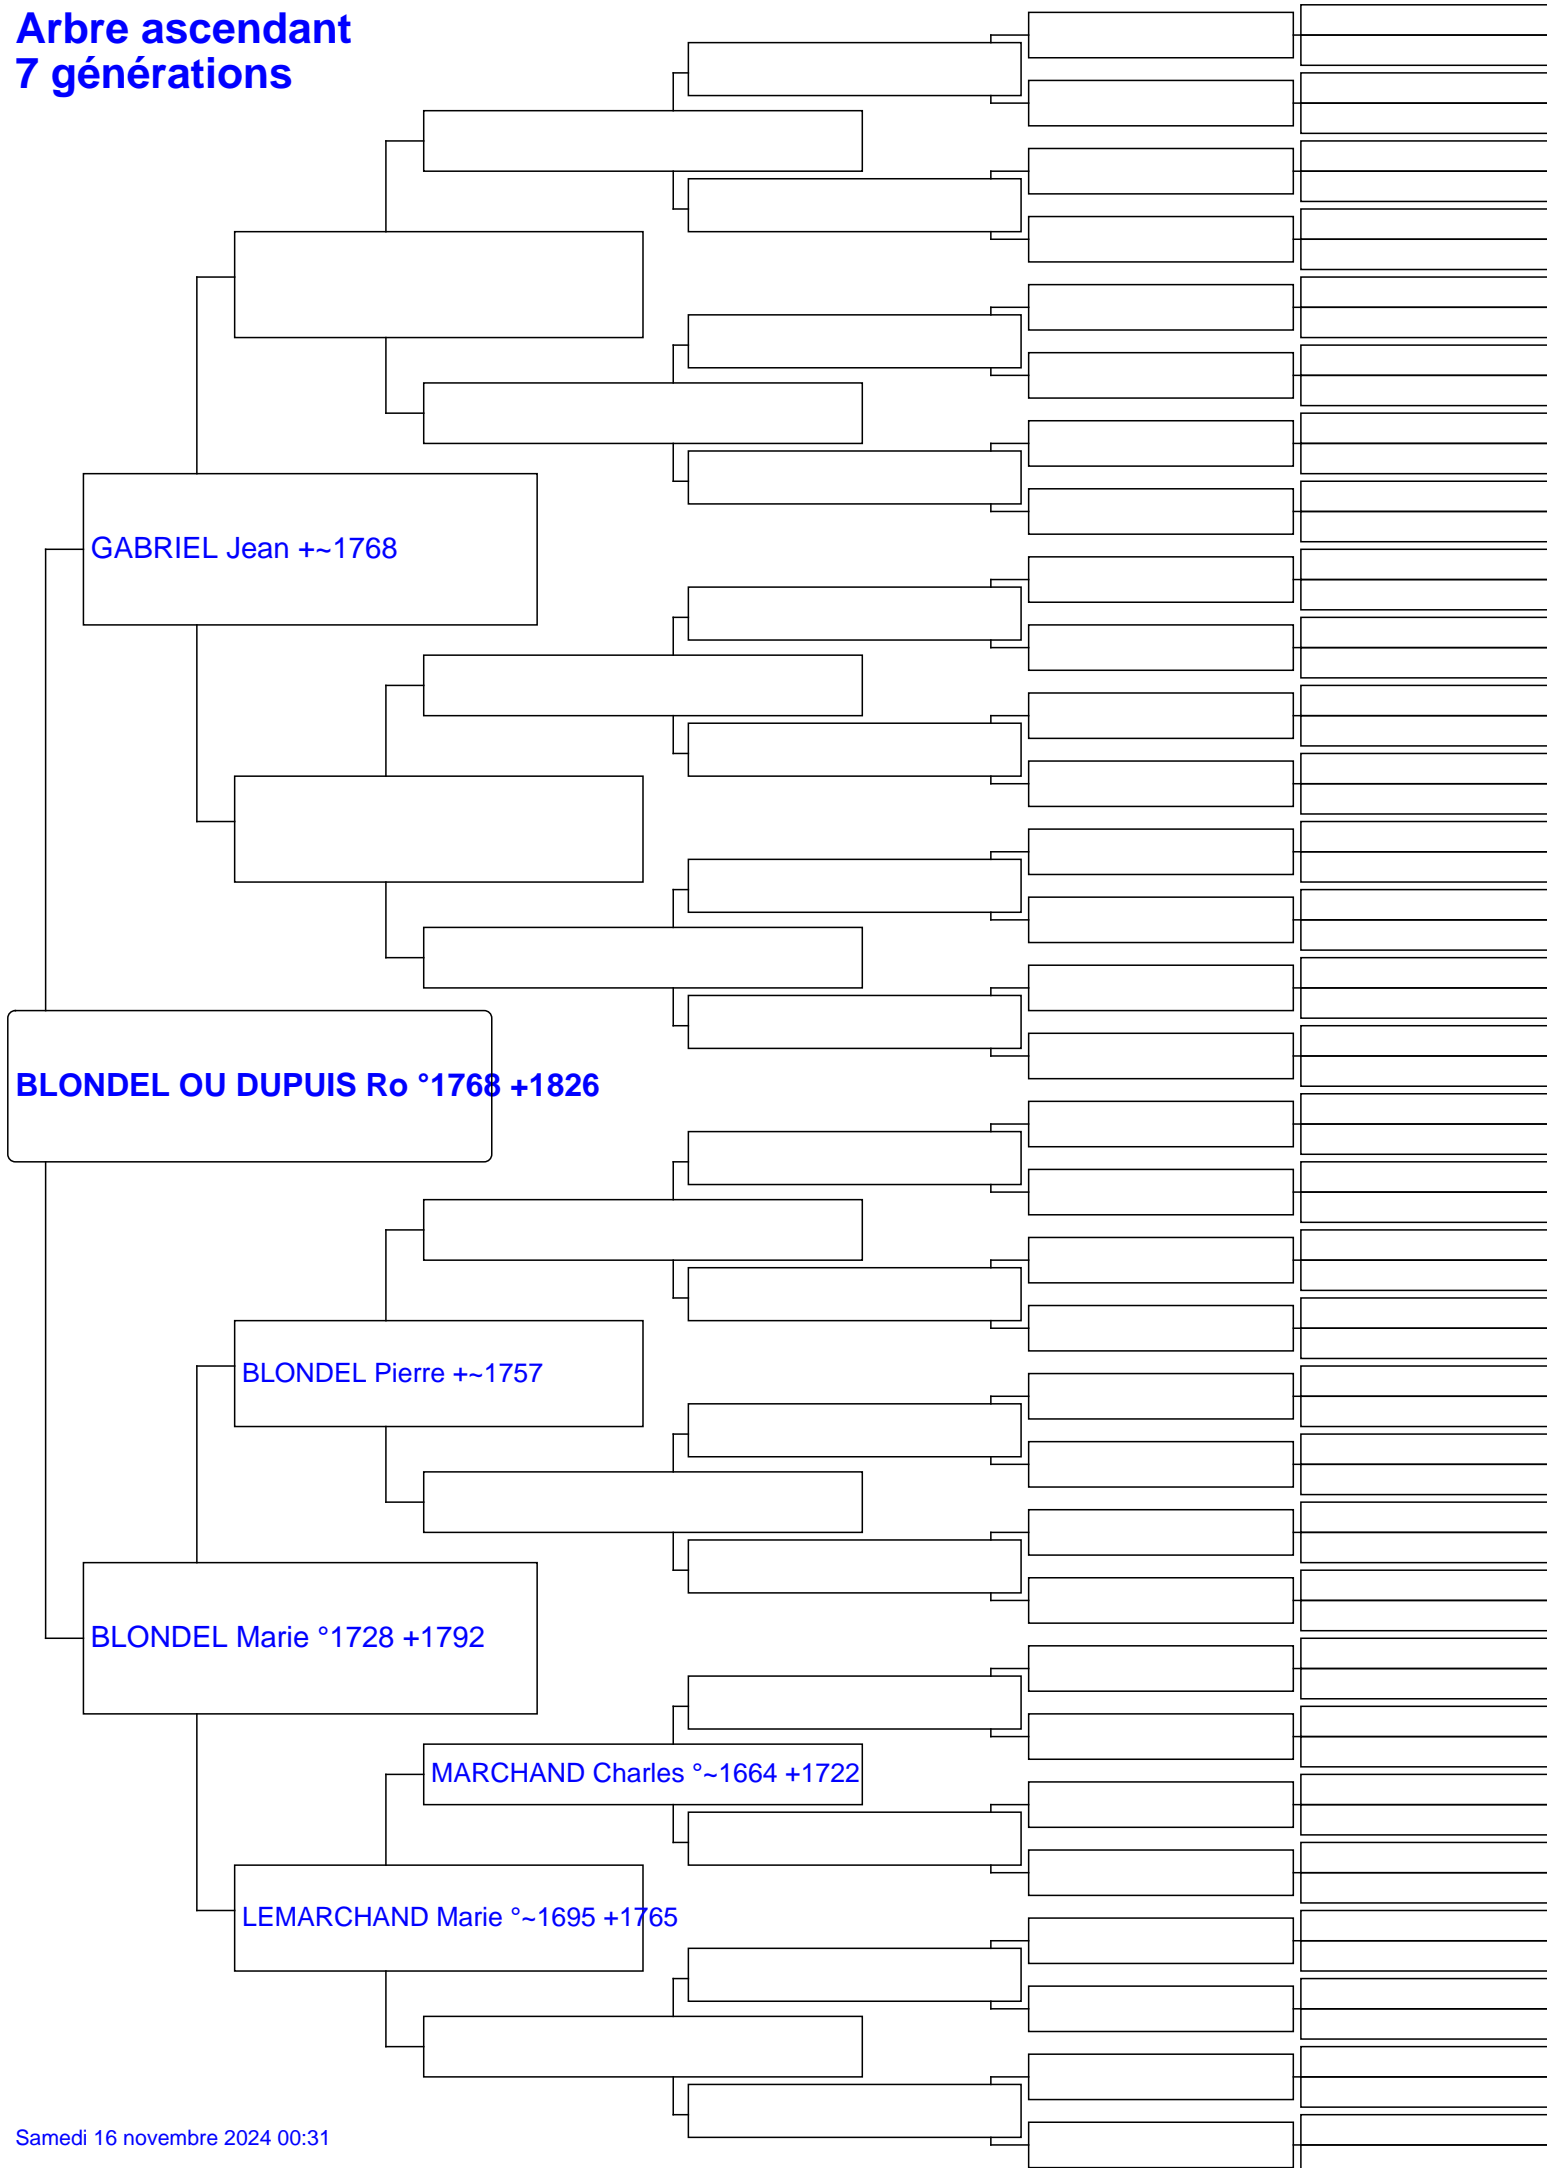 Arbre ascendant
7 générations
GABRIEL Jean +~1768
BLONDEL OU DUPUIS Ro °1768 +1826
BLONDEL Pierre +~1757
BLONDEL Marie °1728 +1792
MARCHAND Charles °~1664 +1722
LEMARCHAND Marie °~1695 +1765
Samedi 16 novembre 2024 00:31